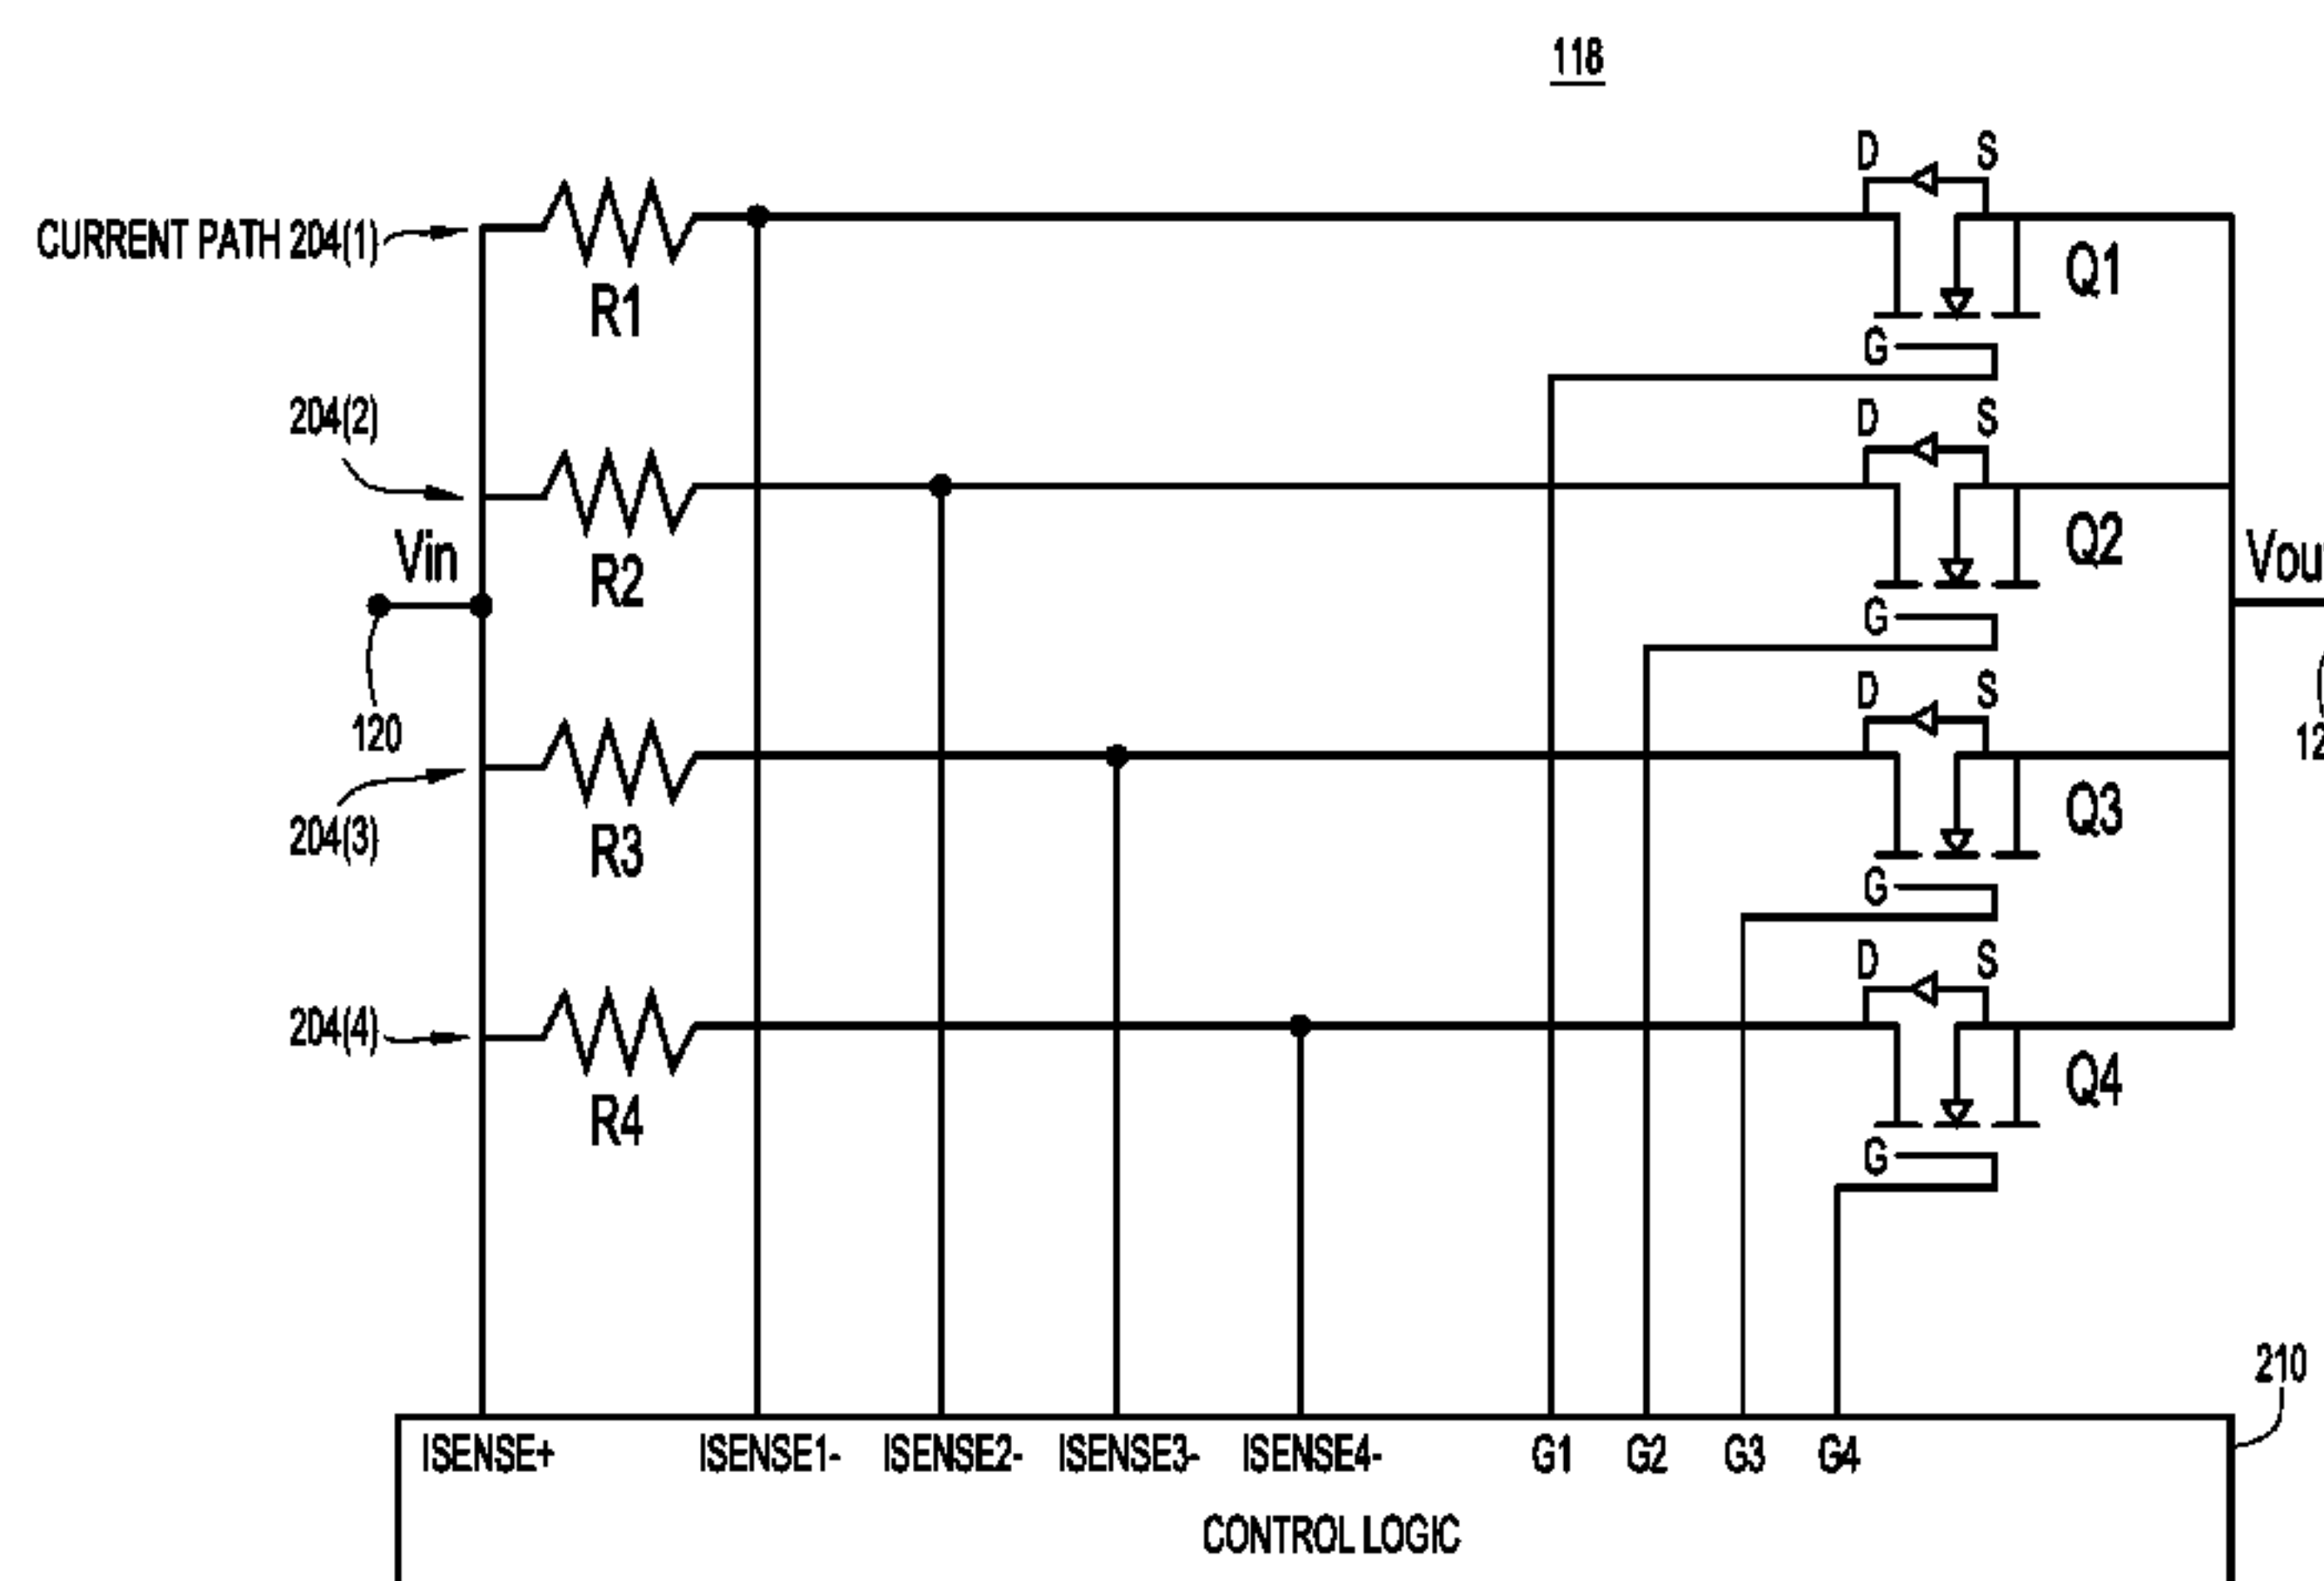 118
D S
CURRENT PATH 204(1)
R1
Q1
G
204(2)
D S
Vin
R2
Q2
G
120
D S
204(3)
R3
Q3
G
204(4)
D S
R4
Q4
G
210
ISENSE+ ISENSE1- ISENSE2- ISENSE3- ISENSE4- G1 G2 G3 G4
CONTROL LOGIC